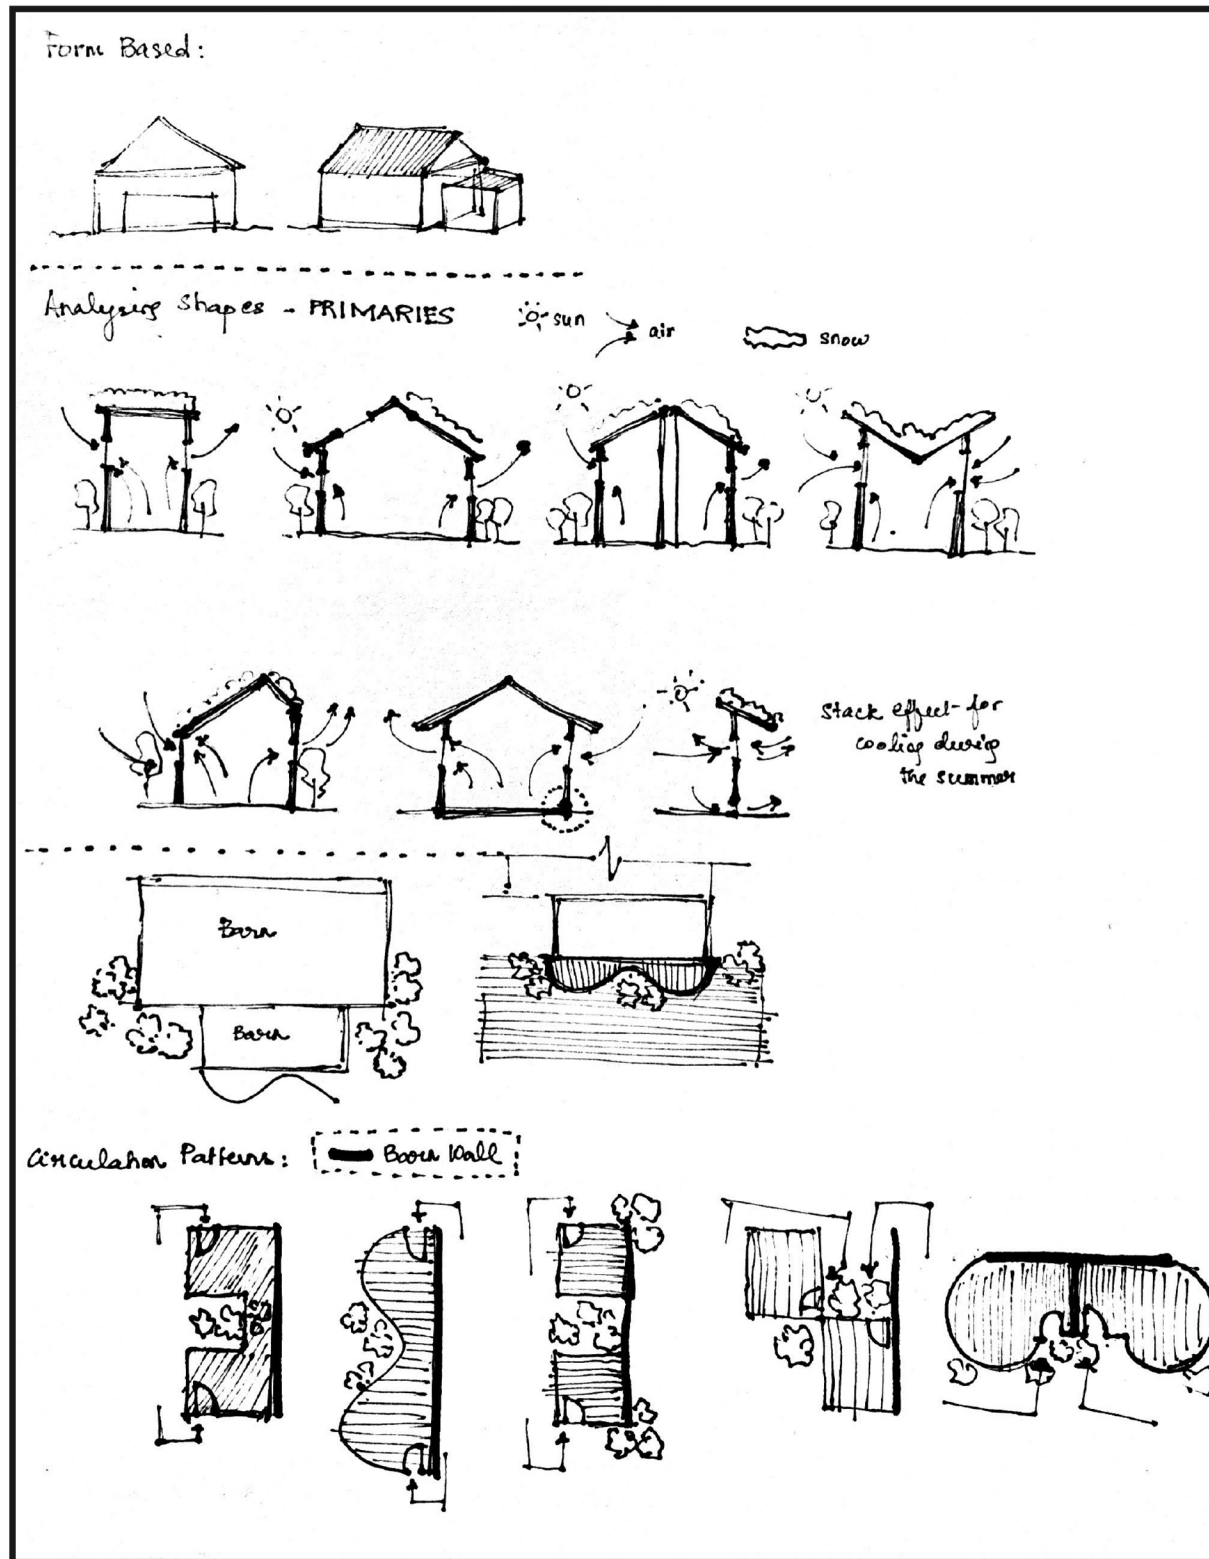 Form Based:
Analysing Shapes - PRIMARIES
sun
air
snow
Stack effect-for
cooling during
the summer
Barn
Barn
Circulation Patterns:
Barn Wall